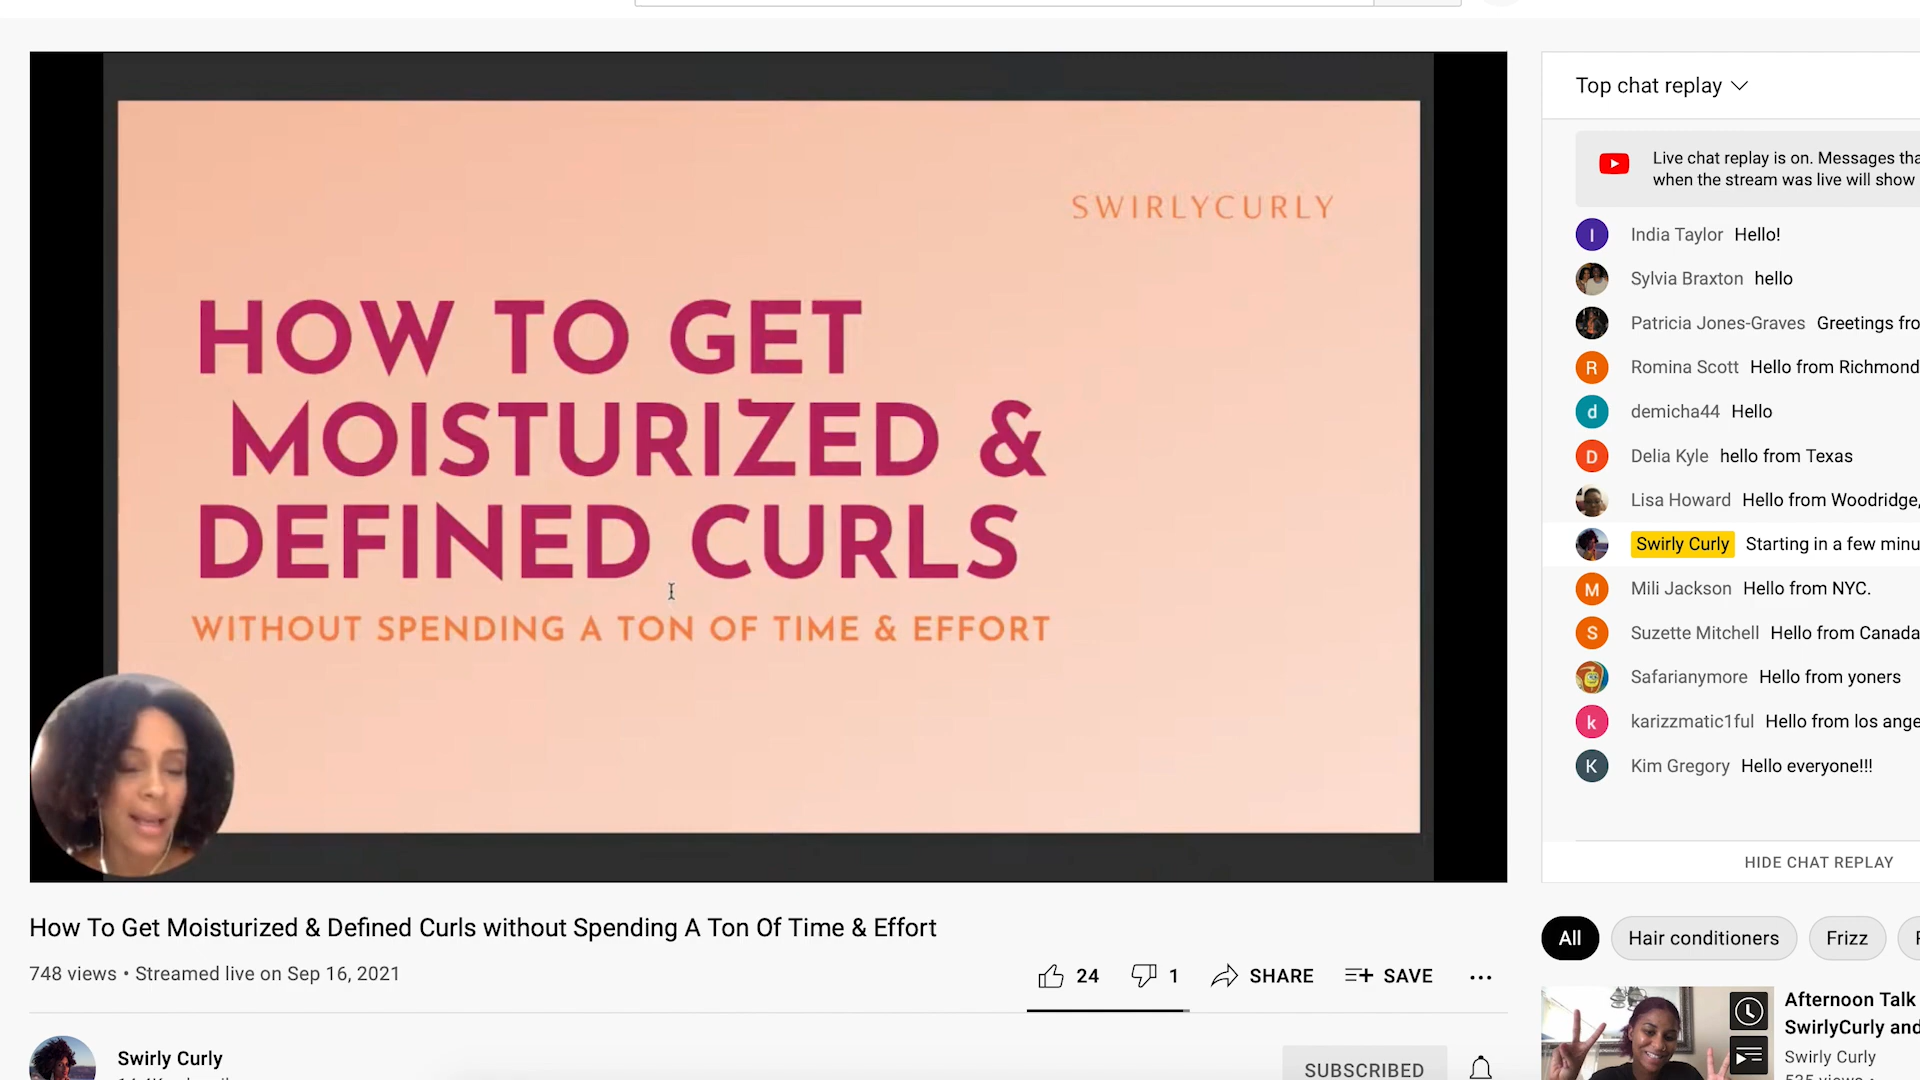 SWIRLYCURLY
HOW TO GET
MOISTURIZED &
DEFINED CURLS
WITHOUT SPENDING A TON OF TIME & EFFORT
How To Get Moisturized & Defined Curls without Spending A Ton Of Time & Effort
748 views • Streamed live on Sep 16, 2021
24
1
SHARE
SAVE
Swirly Curly
SUBSCRIBED
Top chat replay
Live chat replay is on. Messages
when the stream was live will show
I India Taylor Hello!
Sylvia Braxton hello
Patricia Jones-Graves Greetings
R Romina Scott Hello from Richmond
d demicha44 Hello
D Delia Kyle hello from Texas
Lisa Howard Hello from Woodridge,
Swirly Curly Starting in a few
M Mili Jackson Hello from NYC.
S Suzette Mitchell Hello from Canada
Safarianymore Hello from yoners
k karizzmatic1ful Hello from los
K Kim Gregory Hello everyone!!!
HIDE CHAT REPLAY
All Hair conditioners Frizz
Afternoon Talk
SwirlyCurly and
Swirly Curly